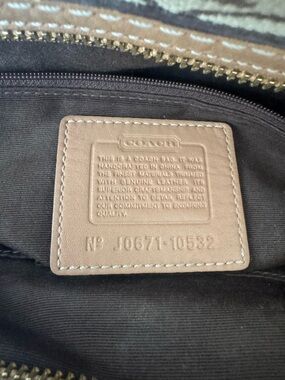 COACH
THIS IS A COACH BAG. IT WAS
HANDCRAFTED IN CHINA FROM
THE FINEST MATERIALS TRIMMED
WITH GENUINE LEATHER. ITS
SUPERIOR CRAFTSMANSHIP AND
ATTENTION TO DETAIL REFLECT
OUR COMMITMENT TO ENDURING
QUALITY.
Nº J0671-10532